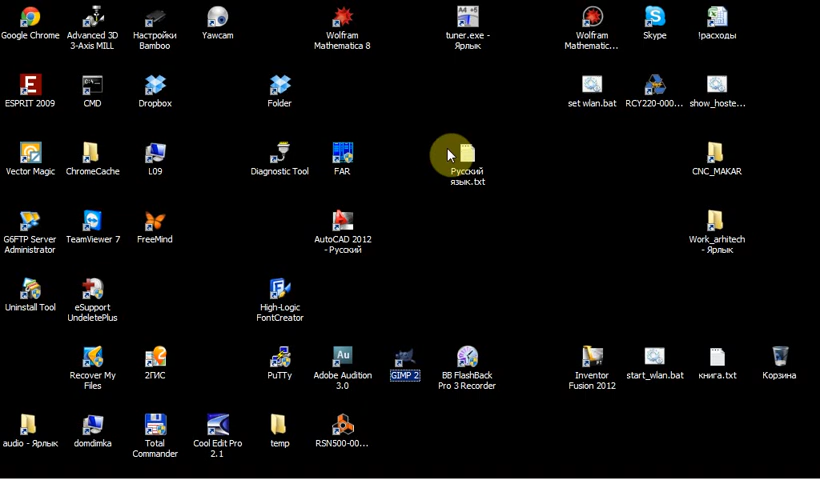 Google Chrome
Advanced 3D
3-Axis MILL
Настройки
Bamboo
Yawcam
Wolfram
Mathematica 8
A4 +5
tuner.exe -
Ярлык
Wolfram
Mathematic...
Skype
!расходы
ESPRIT 2009
CMD
Dropbox
Folder
set wlan.bat
RCY220-000...
show_hoste...
Vector Magic
ChromeCache
L09
Diagnostic Tool
FAR
Русский
язык.txt
CNC_MAKAR
G6FTP Server
Administrator
TeamViewer 7
FreeMind
AutoCAD 2012
- Русский
Work_arhitech
- Ярлык
Uninstall Tool
eSupport
UndeletePlus
High-Logic
FontCreator
Recover My
Files
2ГИС
PuTTy
Au
Adobe Audition
3.0
GIMP 2
BB FlashBack
Pro 3 Recorder
Inventor
Fusion 2012
start_wlan.bat
книга.txt
Корзина
audio - Ярлык
domdimka
Total
Commander
Cool Edit Pro
2.1
temp
RSN500-00...